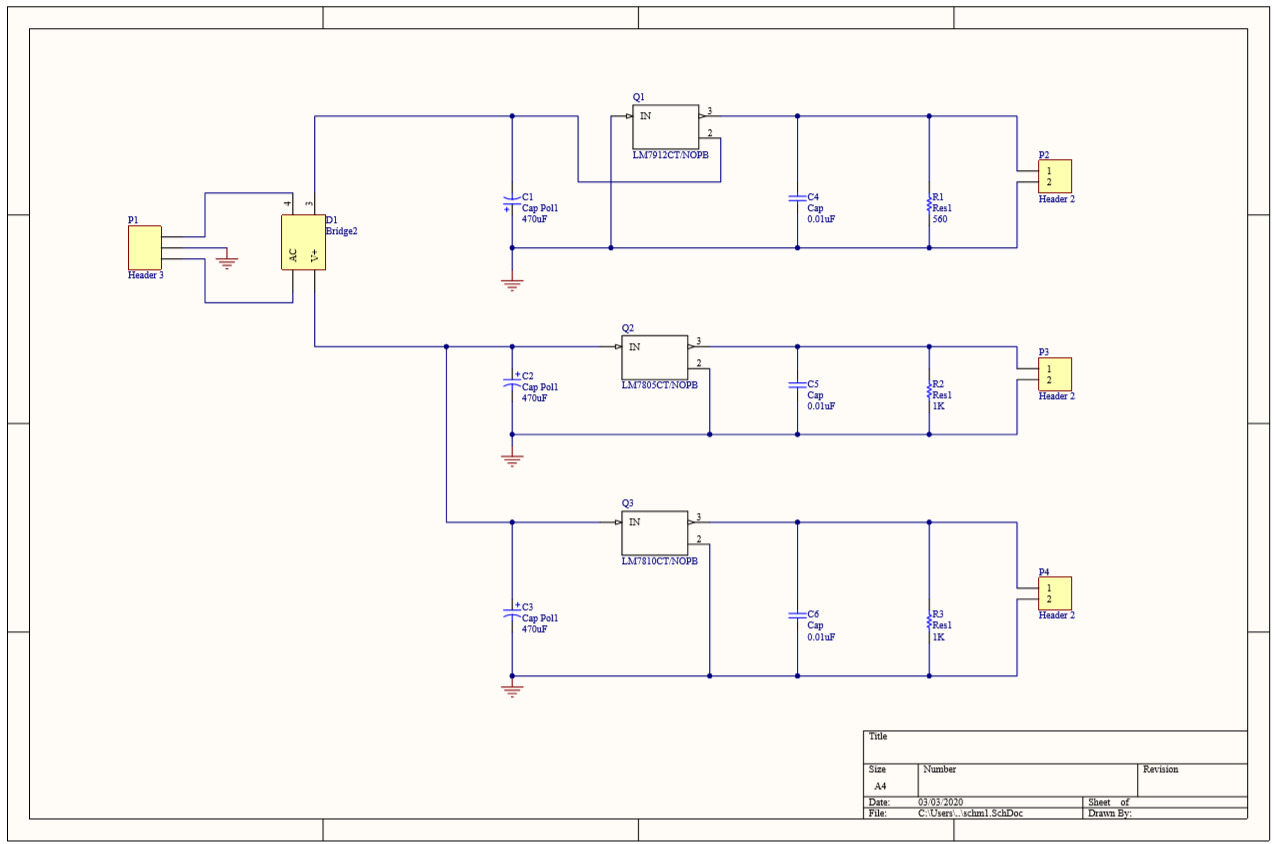 Q1
3
IN
2
LM7912CT/NOPB
P2
1
2
Header 2
C1
Cap Pol1
470uF
+
C4
Cap
0.01uF
R1
Res1
560
4
3
P1
Header 3
D1
Bridge2
AC
V+
Q2
3
IN
2
LM7805CT/NOPB
P3
1
2
Header 2
+
C2
Cap Pol1
470uF
C5
Cap
0.01uF
R2
Res1
1K
Q3
3
IN
2
LM7810CT/NOPB
P4
1
2
Header 2
+
C3
Cap Pol1
470uF
C6
Cap
0.01uF
R3
Res1
1K
Title
Size
Number
Revision
A4
Date: 03/03/2020 Sheet of
File: C:\Users\..\schm1.SchDoc Drawn By: